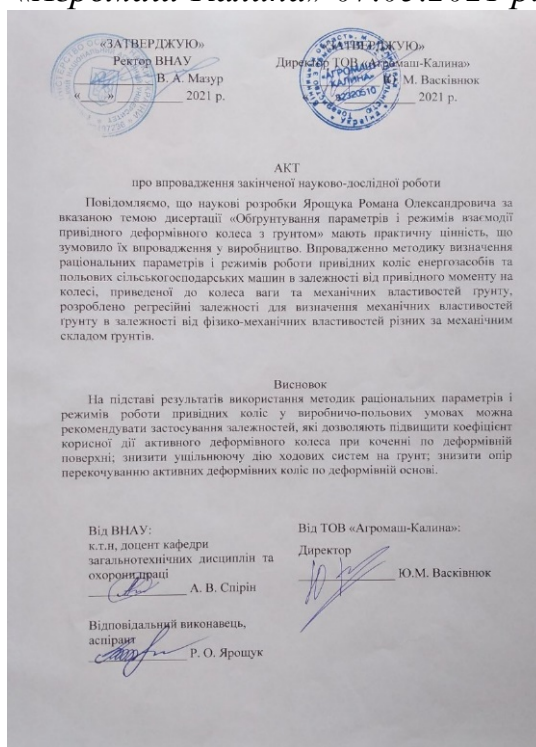 «Агромаш-Калина» 07.09.2021 р.
«ЗАТВЕРДЖУЮ»
Ректор ВНАУ
В. А. Мазур
«___»__________ 2021 р.
«ЗАТВЕРДЖУЮ»
Директор ТОВ «Агромаш-Калина»
М. Васківнюк
2021 р.
«АГРОМАШ-
КАЛИНА»
32320510
Україна
АКТ
про впровадження закінченої науково-дослідної роботи
Повідомляємо, що наукові розробки Ярощука Романа Олександровича за
вказаною темою дисертації «Обґрунтування параметрів і режимів взаємодії
привідного деформівного колеса з ґрунтом» мають практичну цінність, що
зумовило їх впровадження у виробництво. Впровадженно методику визначення
раціональних параметрів і режимів роботи привідних коліс енергозасобів та
польових сільськогосподарських машин в залежності від привідного моменту на
колесі, приведеної до колеса ваги та механічних властивостей ґрунту,
розроблено регресійні залежності для визначення механічних властивостей
ґрунту в залежності від фізико-механічних властивостей різних за механічним
складом ґрунтів.
Висновок
На підставі результатів використання методик раціональних параметрів і
режимів роботи привідних коліс у виробничо-польових умовах можна
рекомендувати застосування залежностей, які дозволяють підвищити коефіцієнт
корисної дії активного деформівного колеса при коченні по деформівній
поверхні; знизити ущільнюючу дію ходових систем на ґрунт; знизити опір
перекочуванню активних деформівних коліс по деформівній основі.
Від ВНАУ:
к.т.н, доцент кафедри
загальнотехнічних дисциплін та
охорони праці
А. В. Спірін
Від ТОВ «Агромаш-Калина»:
Директор
Ю.М. Васківнюк
Відповідальний виконавець,
аспірант
Р. О. Ярощук